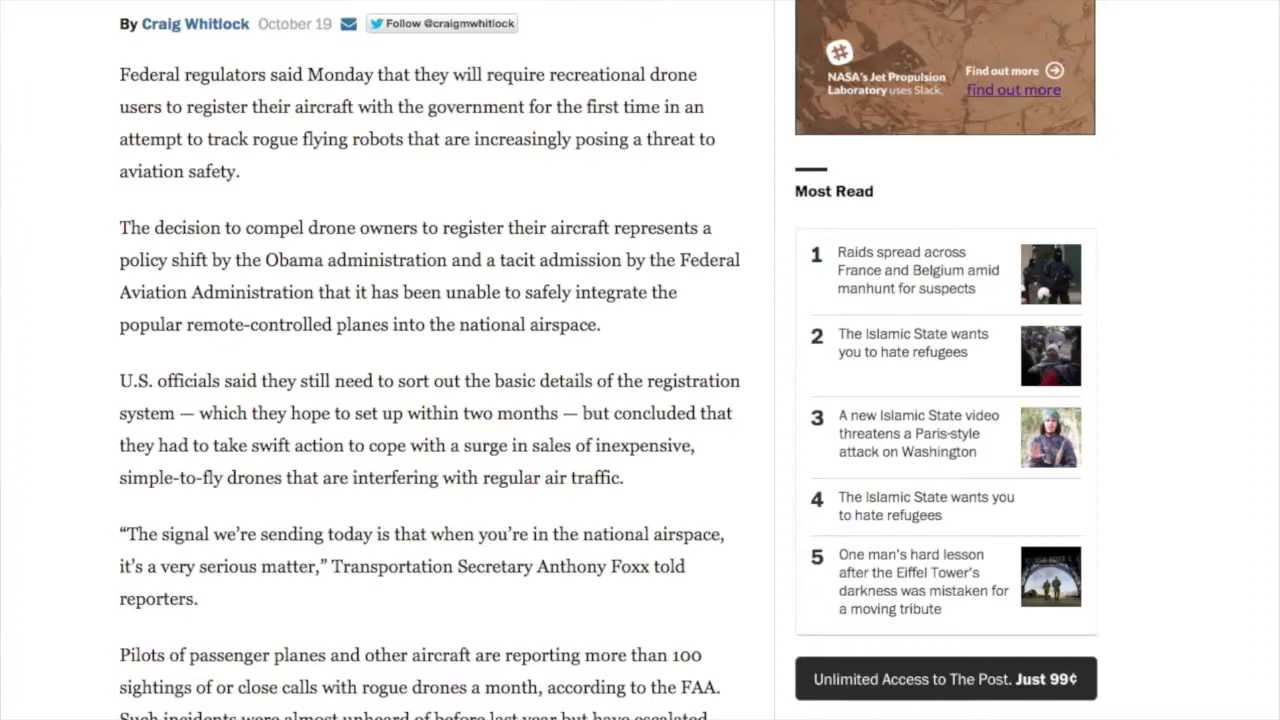 By Craig Whitlock October 19 Follow @craigmwhitlock
Federal regulators said Monday that they will require recreational drone
users to register their aircraft with the government for the first time in an
attempt to track rogue flying robots that are increasingly posing a threat to
aviation safety.
The decision to compel drone owners to register their aircraft represents a
policy shift by the Obama administration and a tacit admission by the Federal
Aviation Administration that it has been unable to safely integrate the
popular remote-controlled planes into the national airspace.
U.S. officials said they still need to sort out the basic details of the registration
system — which they hope to set up within two months — but concluded that
they had to take swift action to cope with a surge in sales of inexpensive,
simple-to-fly drones that are interfering with regular air traffic.
“The signal we’re sending today is that when you’re in the national airspace,
it’s a very serious matter,” Transportation Secretary Anthony Foxx told
reporters.
Pilots of passenger planes and other aircraft are reporting more than 100
sightings of or close calls with rogue drones a month, according to the FAA.
Such incidents were almost unheard of before last year but have escalated
NASA's Jet Propulsion
Laboratory uses Slack.
Find out more
find out more
Most Read
1 Raids spread across
France and Belgium amid
manhunt for suspects
2 The Islamic State wants
you to hate refugees
3 A new Islamic State video
threatens a Paris-style
attack on Washington
4 The Islamic State wants you
to hate refugees
5 One man's hard lesson
after the Eiffel Tower's
darkness was mistaken for
a moving tribute
Unlimited Access to The Post. Just 99¢